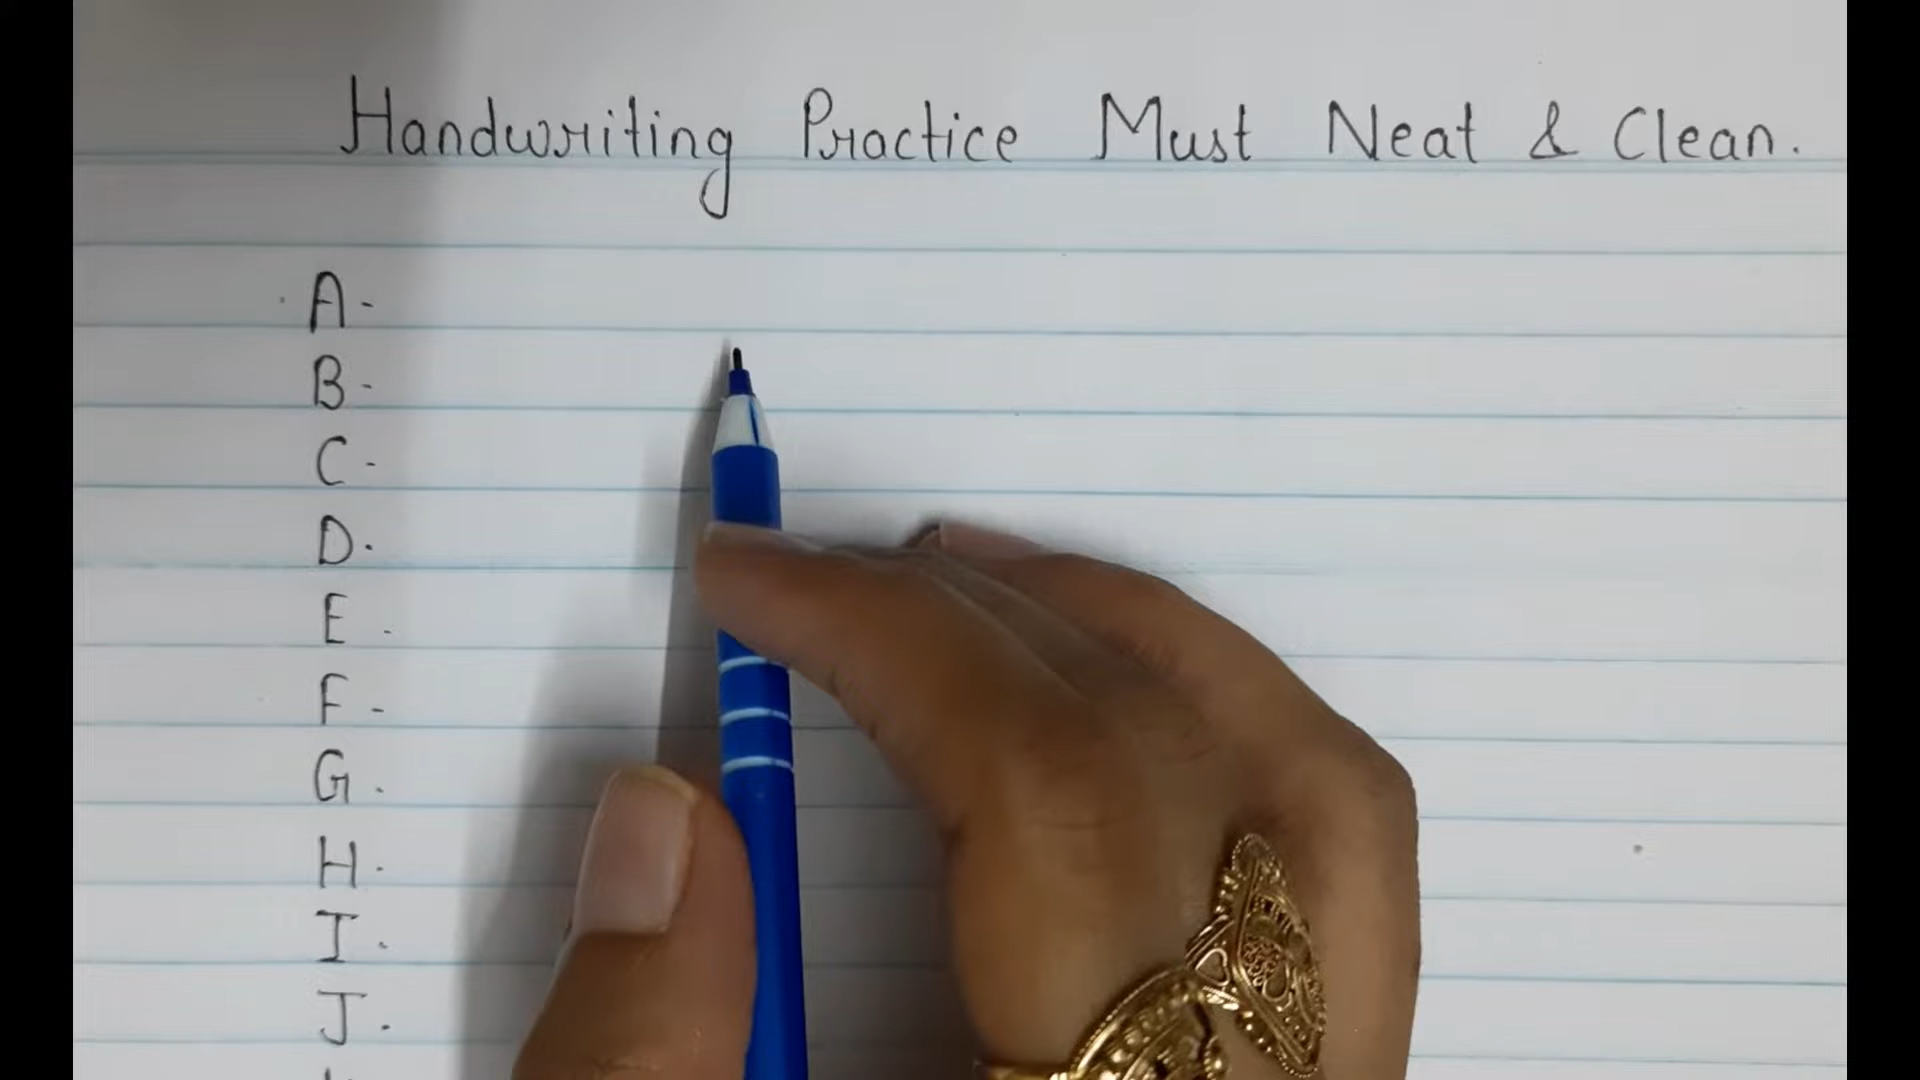 Handwriting Practice Must Neat & Clean.
A-
B-
C-
D-
E-
F-
G-
H-
I-
J-